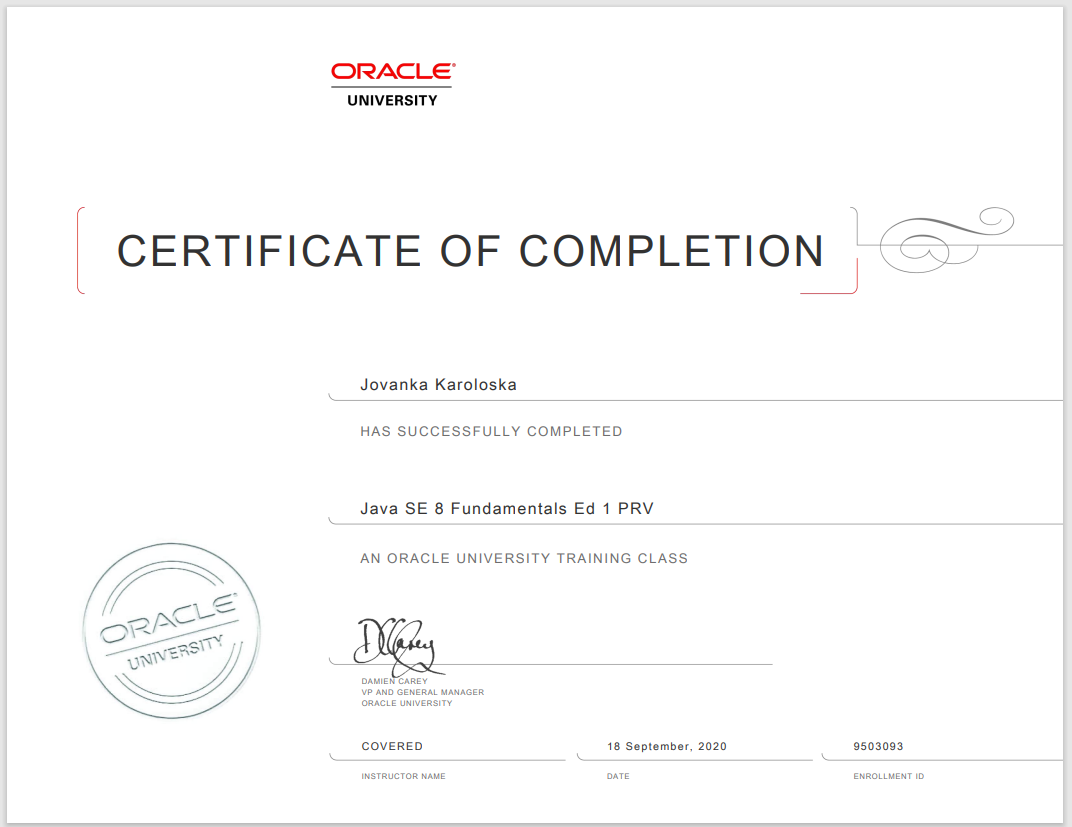 ORACLE®
UNIVERSITY
CERTIFICATE OF COMPLETION
Jovanka Karoloska
HAS SUCCESSFULLY COMPLETED
Java SE 8 Fundamentals Ed 1 PRV
AN ORACLE UNIVERSITY TRAINING CLASS
ORACLE®
UNIVERSITY
DCarey
DAMIEN CAREY
VP AND GENERAL MANAGER
ORACLE UNIVERSITY
COVERED
INSTRUCTOR NAME
18 September, 2020
DATE
9503093
ENROLLMENT ID